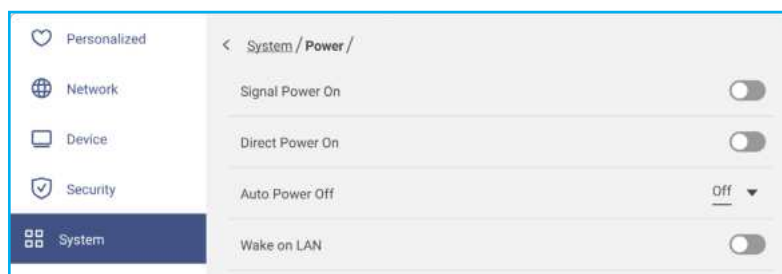 Personalized
Network
Device
Security
System
< System / Power /
Signal Power On
Direct Power On
Auto Power Off Off
Wake on LAN